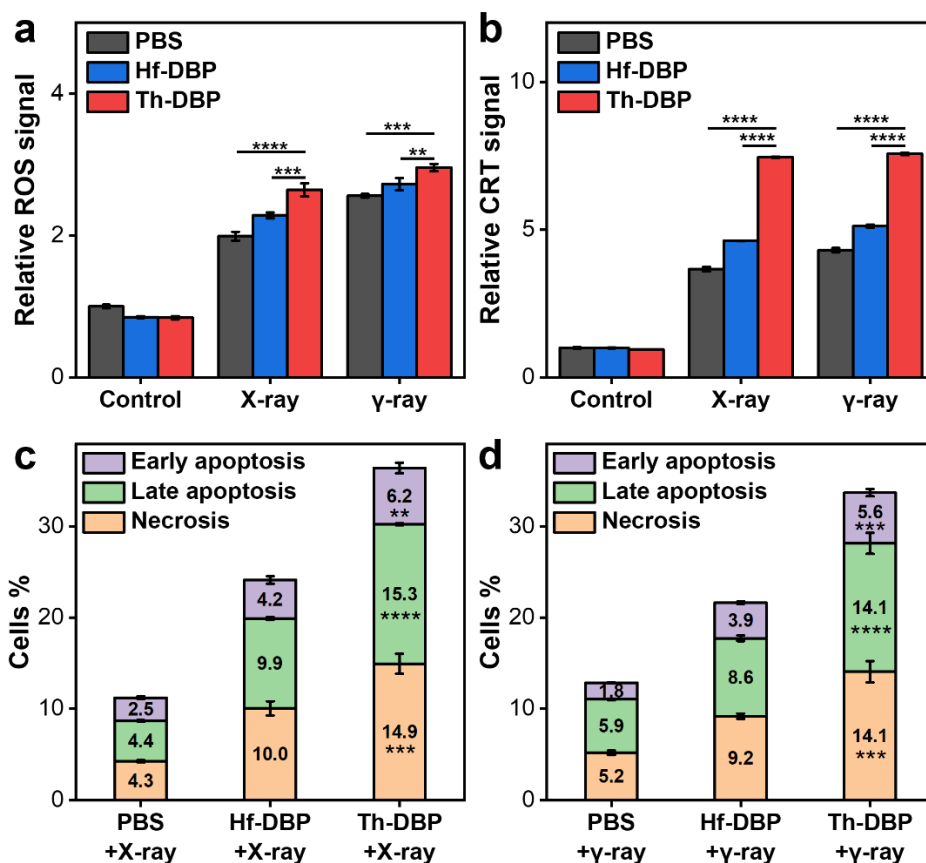 a
PBS
Hf-DBP
Th-DBP
Relative ROS signal
4
2
0
****
***
***
**
Control
X-ray
γ-ray
b
PBS
Hf-DBP
Th-DBP
Relative CRT signal
10
5
0
****
****
****
****
Control
X-ray
γ-ray
c
Early apoptosis
Late apoptosis
Necrosis
Cells %
30
20
10
0
2.5
4.4
4.3
4.2
9.9
10.0
6.2
**
15.3
****
14.9
***
PBS
+X-ray
Hf-DBP
+X-ray
Th-DBP
+X-ray
d
Early apoptosis
Late apoptosis
Necrosis
Cells %
30
20
10
0
1.8
5.9
5.2
3.9
8.6
9.2
5.6
***
14.1
****
14.1
***
PBS
+γ-ray
Hf-DBP
+γ-ray
Th-DBP
+γ-ray